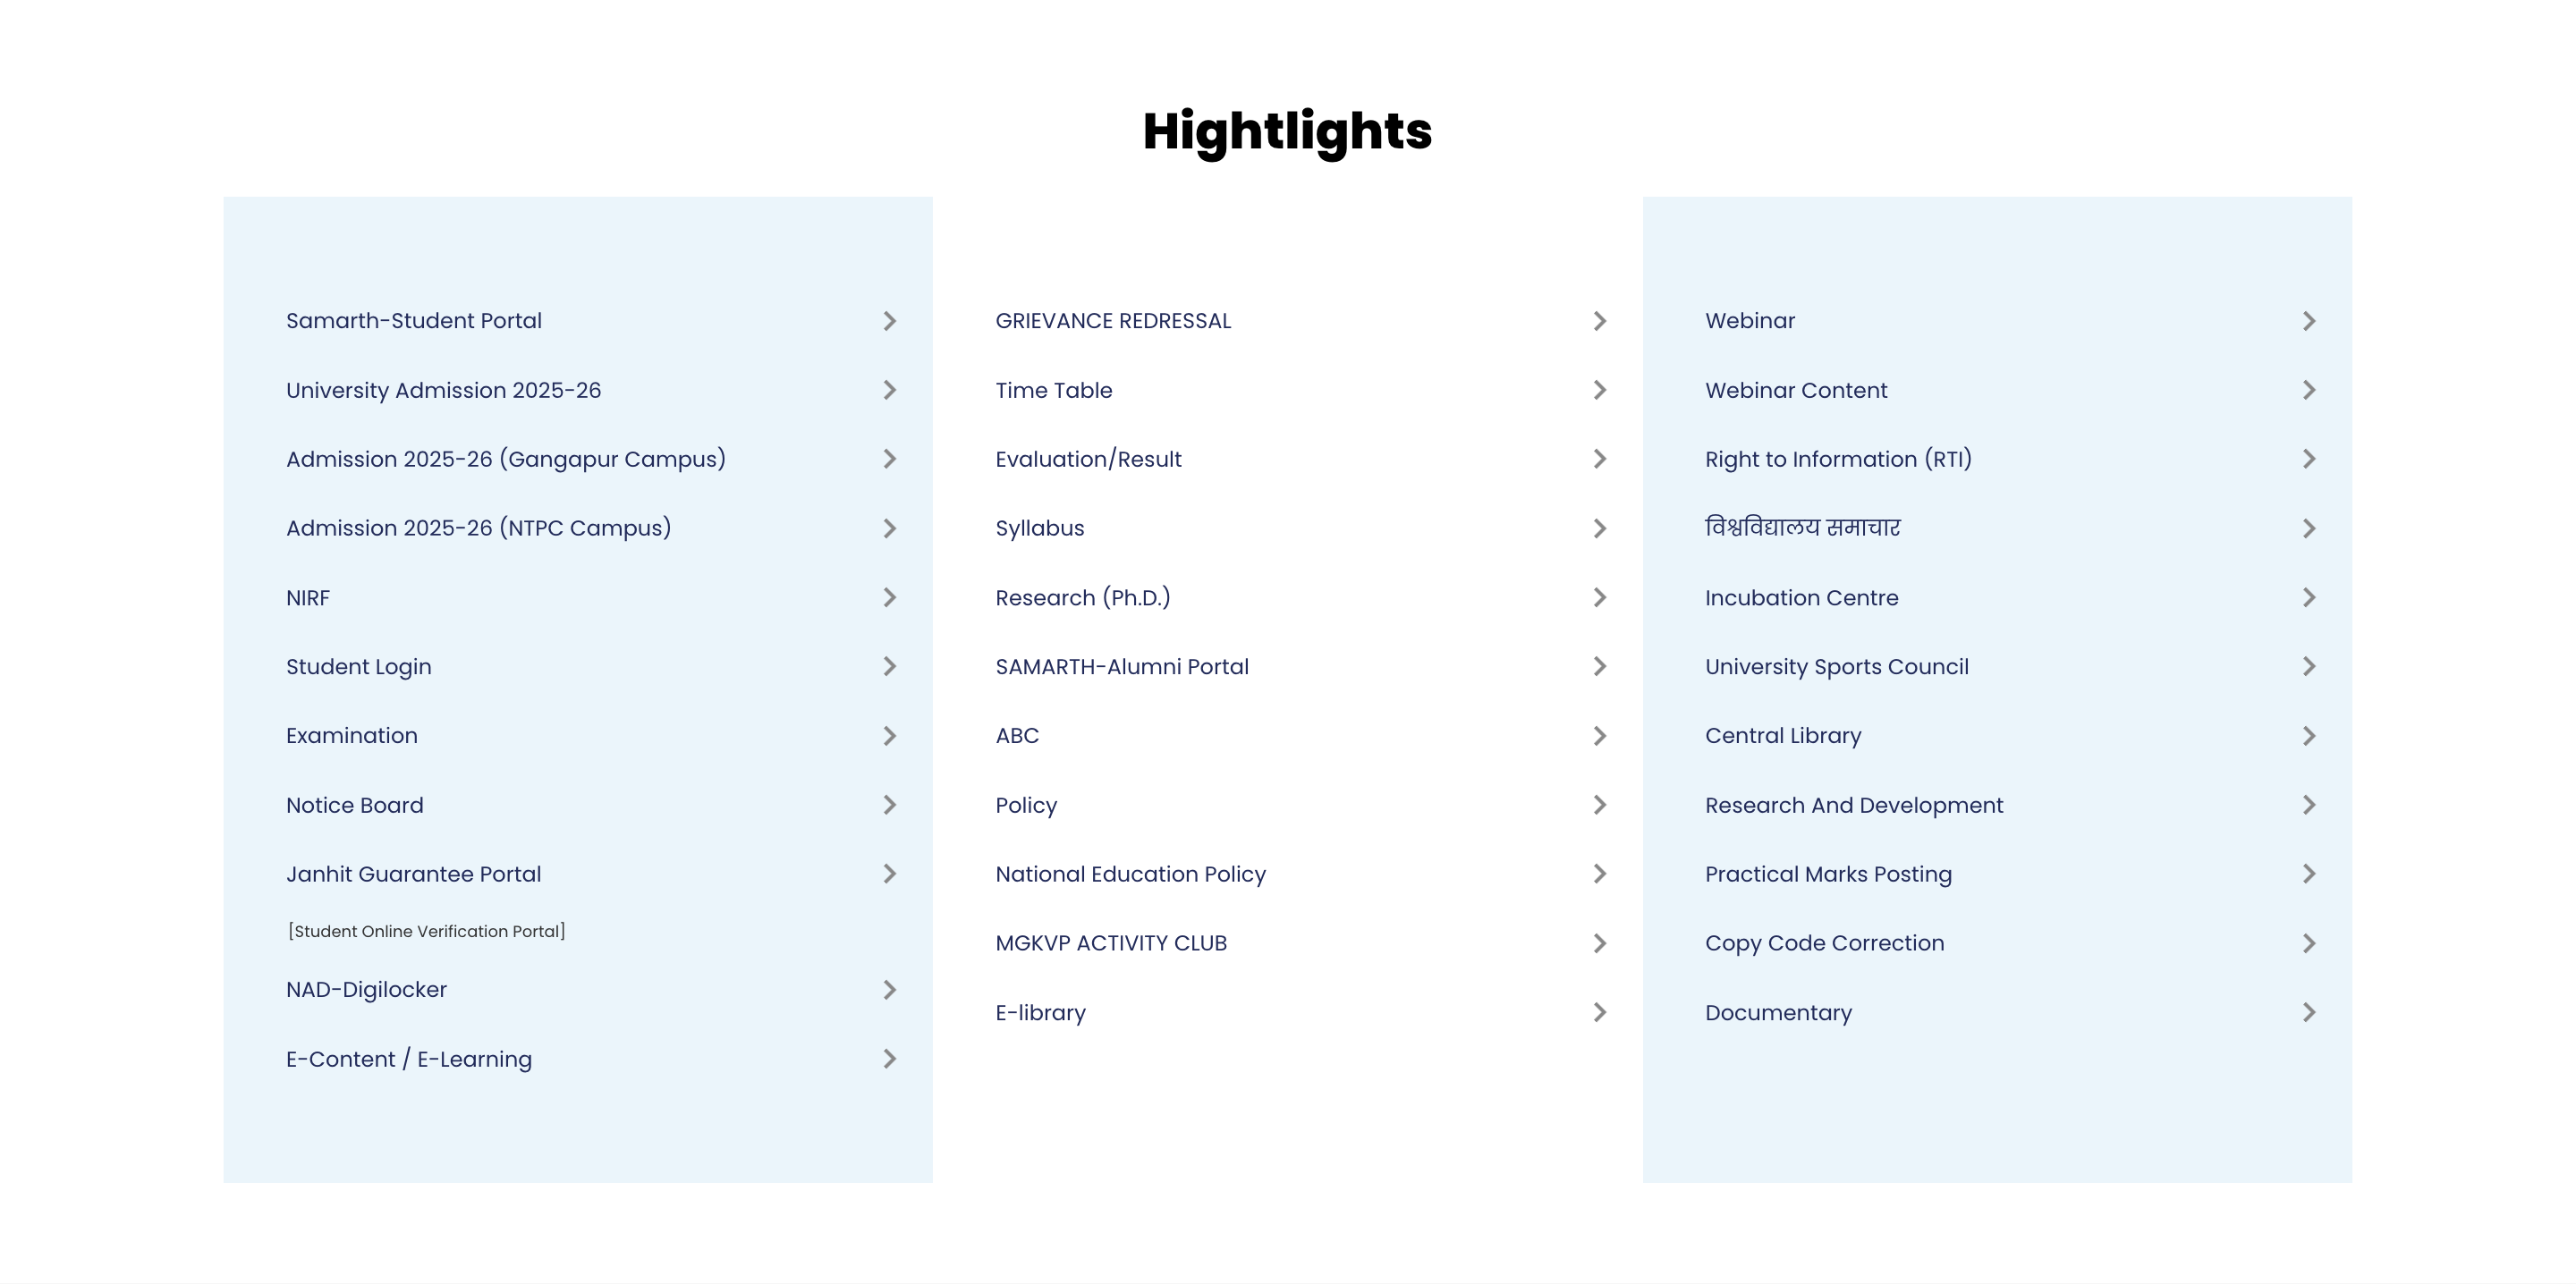 Hightlights
Samarth-Student Portal
University Admission 2025-26
Admission 2025-26 (Gangapur Campus)
Admission 2025-26 (NTPC Campus)
NIRF
Student Login
Examination
Notice Board
Janhit Guarantee Portal
[Student Online Verification Portal]
NAD-Digilocker
E-Content / E-Learning
GRIEVANCE REDRESSAL
Time Table
Evaluation/Result
Syllabus
Research (Ph.D.)
SAMARTH-Alumni Portal
ABC
Policy
National Education Policy
MGKVP ACTIVITY CLUB
E-library
Webinar
Webinar Content
Right to Information (RTI)
विश्वविद्यालय समाचार
Incubation Centre
University Sports Council
Central Library
Research And Development
Practical Marks Posting
Copy Code Correction
Documentary